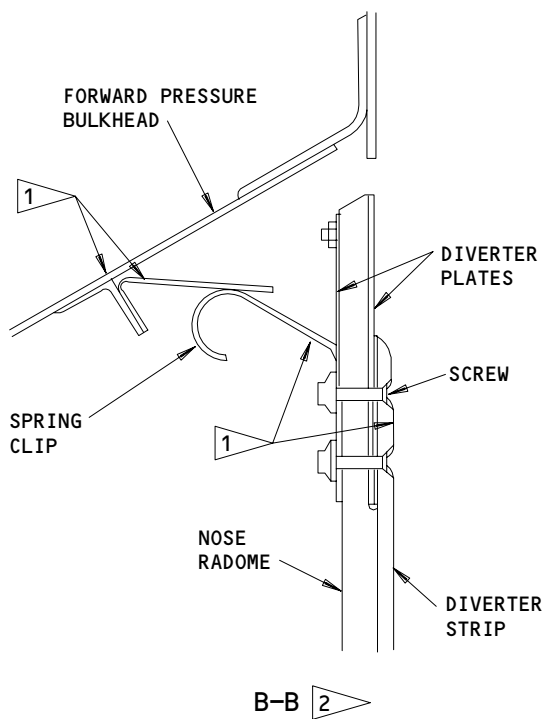 FORWARD PRESSURE
BULKHEAD
1
DIVERTER
PLATES
SCREW
SPRING
CLIP
1
NOSE
RADOME
DIVERTER
STRIP
B-B 2